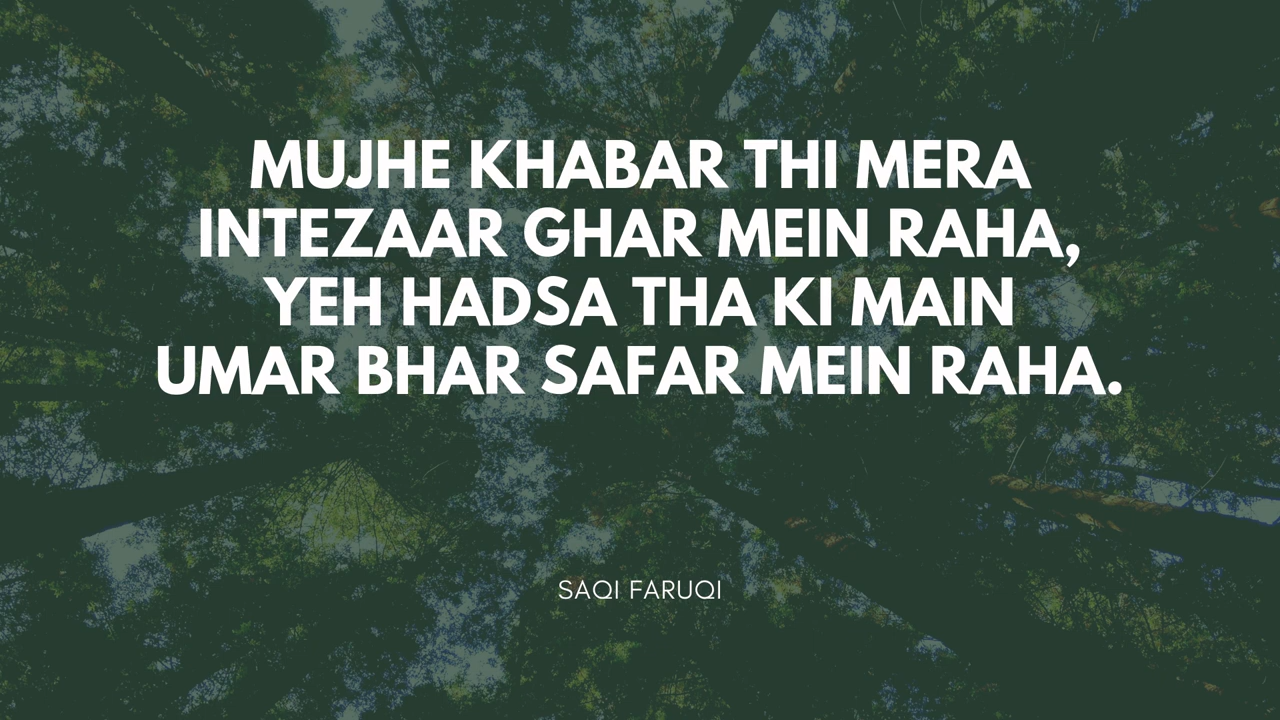 MUJHE KHABAR THI MERA
INTEZAAR GHAR MEIN RAHA,
YEH HADSA THA KI MAIN
UMAR BHAR SAFAR MEIN RAHA.
SAQI FARUQI